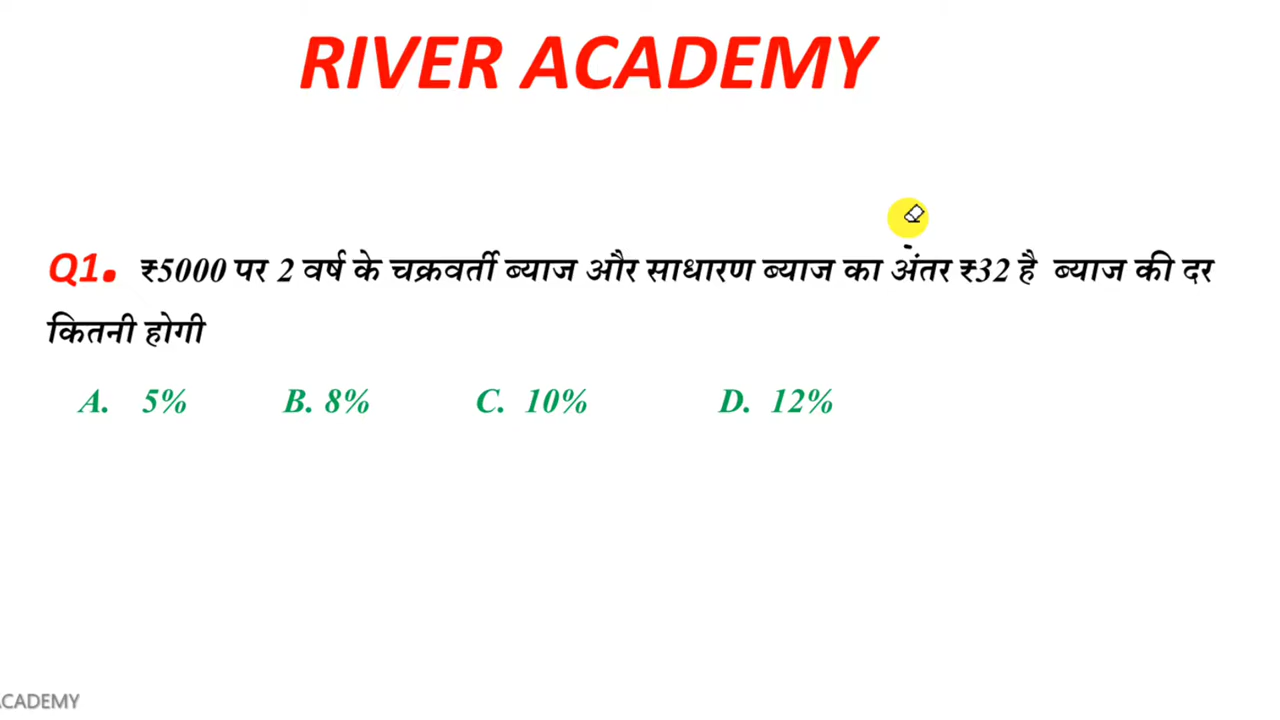 RIVER ACADEMY
Q1. ₹5000 पर 2 वर्ष के चक्रवर्ती ब्याज और साधारण ब्याज का अंतर ₹32 है ब्याज की दर
कितनी होगी
A. 5% B. 8% C. 10% D. 12%
ACADEMY